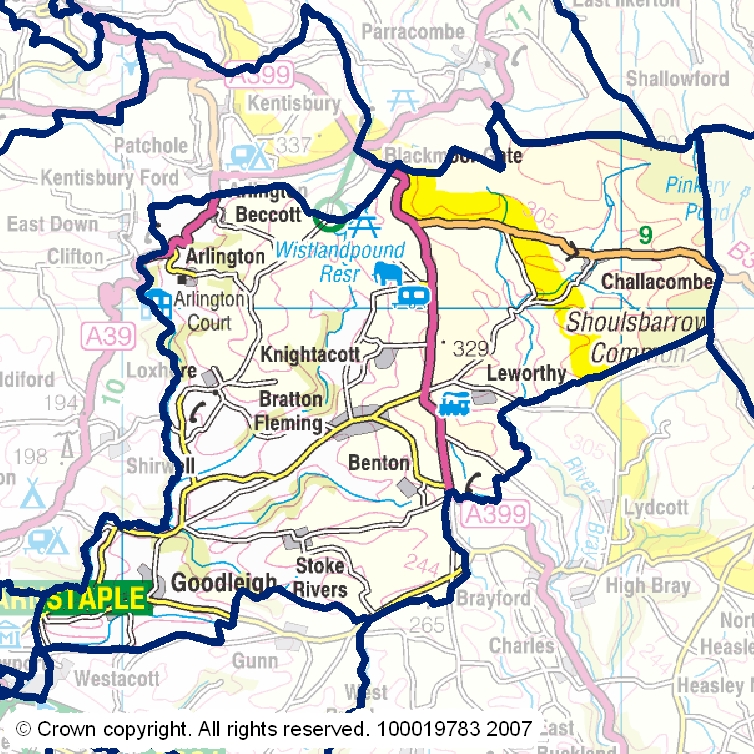 East Ilkerton
11
Parracombe
A399
Shallowford
Kentisbury
Patchole
337
Blackmoor Gate
Kentisbury Ford
Arlington
Pinkery
Pond
East Down
Beccott
305
9
Clifton
Wistlandpound
Resr
Arlington
Challacombe
Arlington
Court
A39
Shoulsbarrow
Common
Knightacott
329
Leworthy
Loxhore
10
194
Bratton
Fleming
305
198
Shirwell
Benton
River Bray
Lydcott
A399
244
Stoke
Rivers
Goodleigh
High Bray
STAPLE
Brayford
265
Charles
Gunn
Westacott
244
Heasley
West
East
Buckland
© Crown copyright. All rights reserved. 100019783 2007